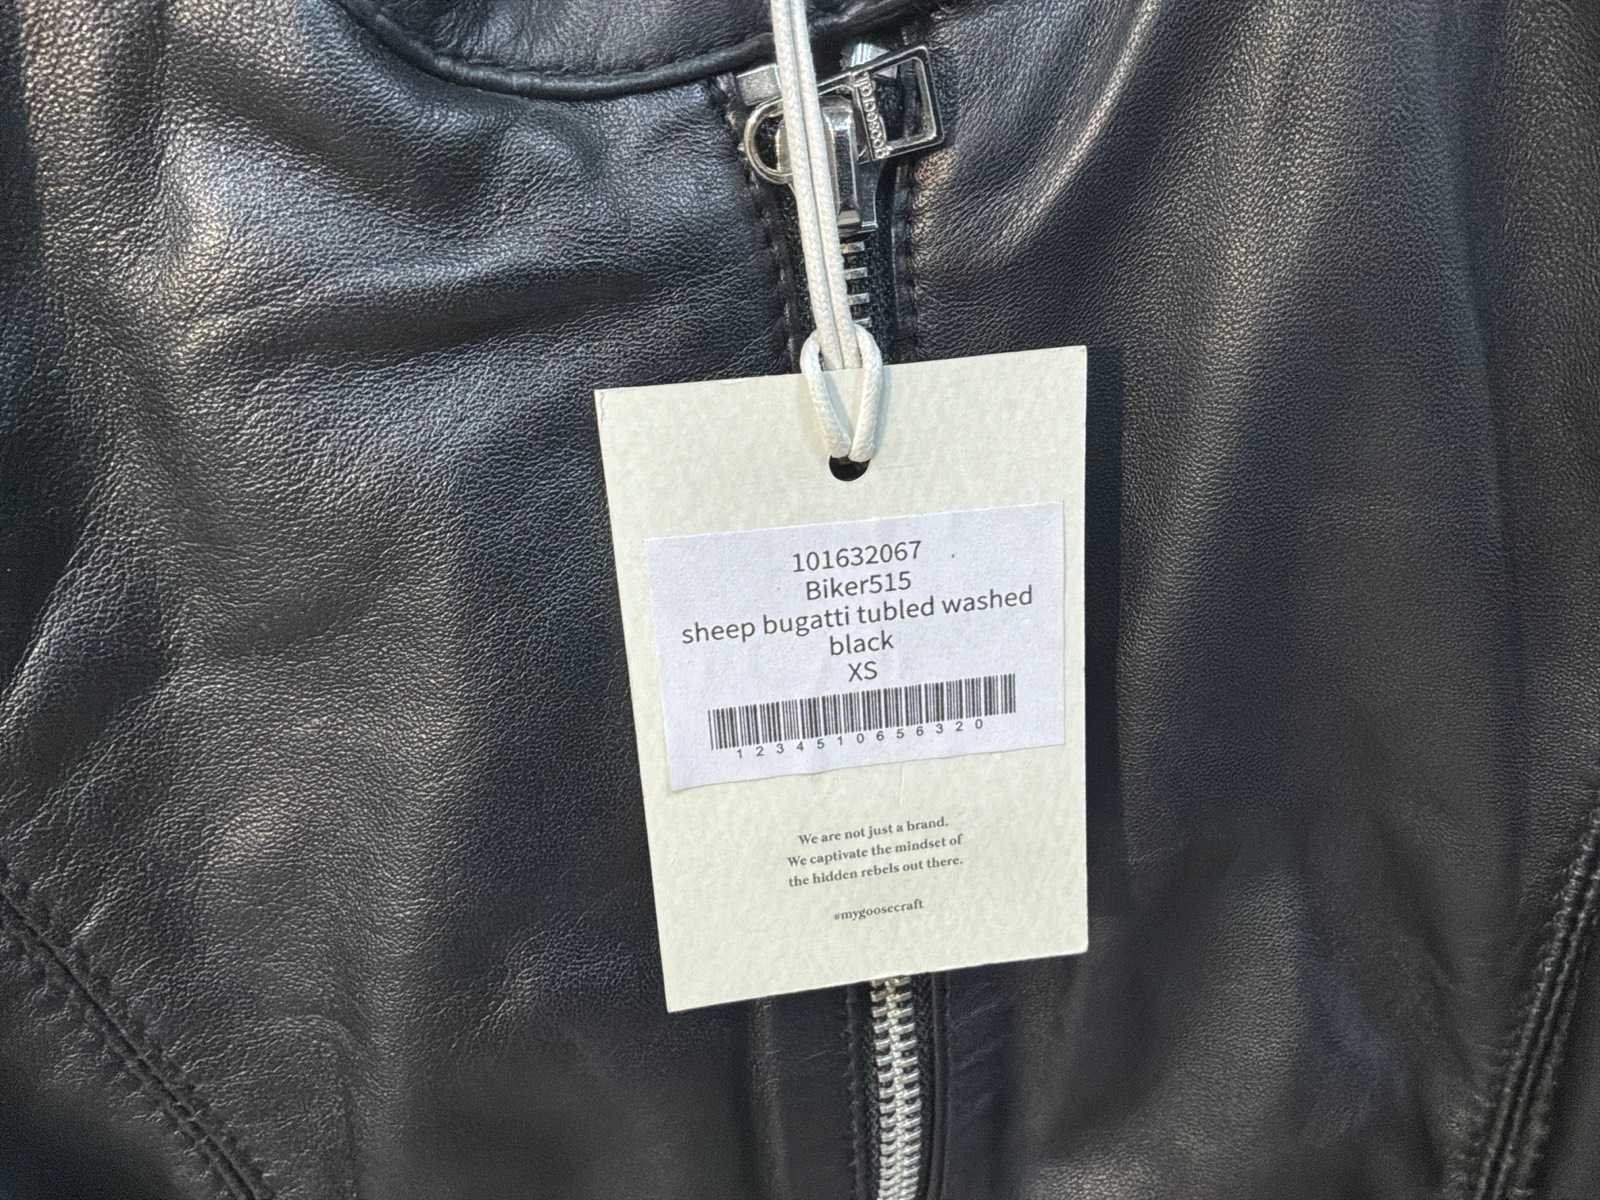 goosecraft
101632067
Biker515
sheep bugatti tubled washed
black
XS
1 2 3 4 5 1 0 6 5 6 3 2 0
We are not just a brand.
We captivate the mindset of
the hidden rebels out there.
#mygoosecraft